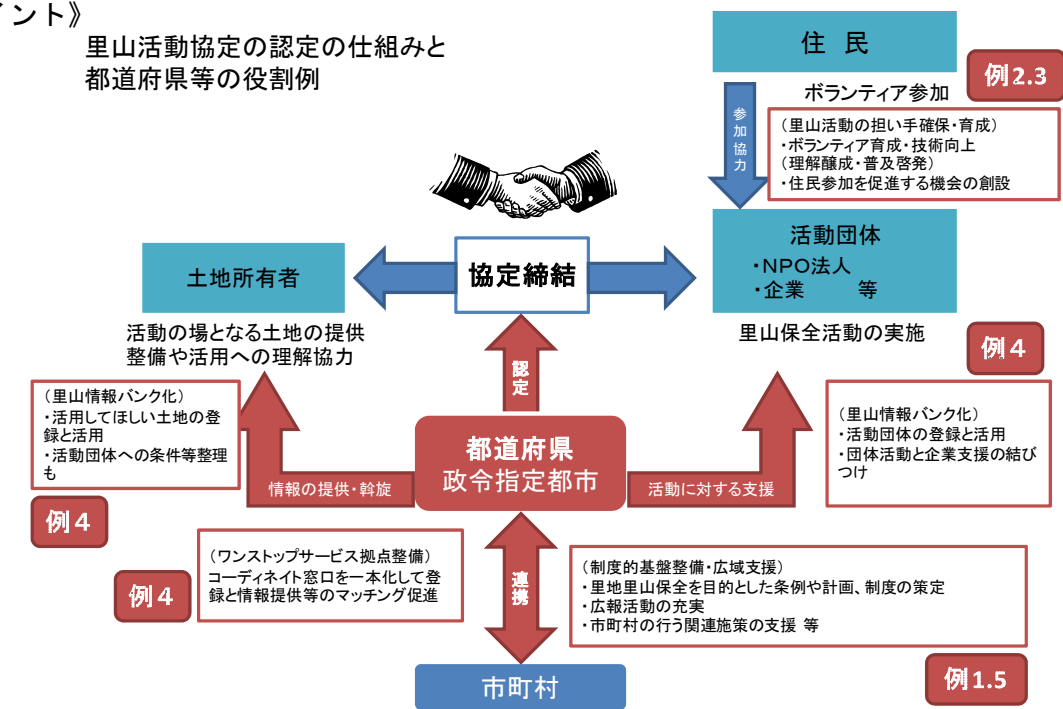 イント》
里山活動協定の認定の仕組みと
都道府県等の役割例
住 民
例2.3
ボランティア参加
参加協力
（里山活動の担い手確保・育成）
・ボランティア育成・技術向上
（理解醸成・普及啓発）
・住民参加を促進する機会の創設
土地所有者
協定締結
活動団体
・NPO法人
・企業 等
活動の場となる土地の提供
整備や活用への理解協力
里山保全活動の実施
例４
認定
（里山情報バンク化）
・活用してほしい土地の登
録と活用
・活動団体への条件等整理
も
例４
情報の提供・斡旋
都道府県
政令指定都市
活動に対する支援
（里山情報バンク化）
・活動団体の登録と活用
・団体活動と企業支援の結び
つけ
例４
（ワンストップサービス拠点整備）
コーディネイト窓口を一本化して登
録と情報提供等のマッチング促進
連携
（制度的基盤整備・広域支援）
・里地里山保全を目的とした条例や計画、制度の策定
・広報活動の充実
・市町村の行う関連施策の支援 等
例1.5
市町村